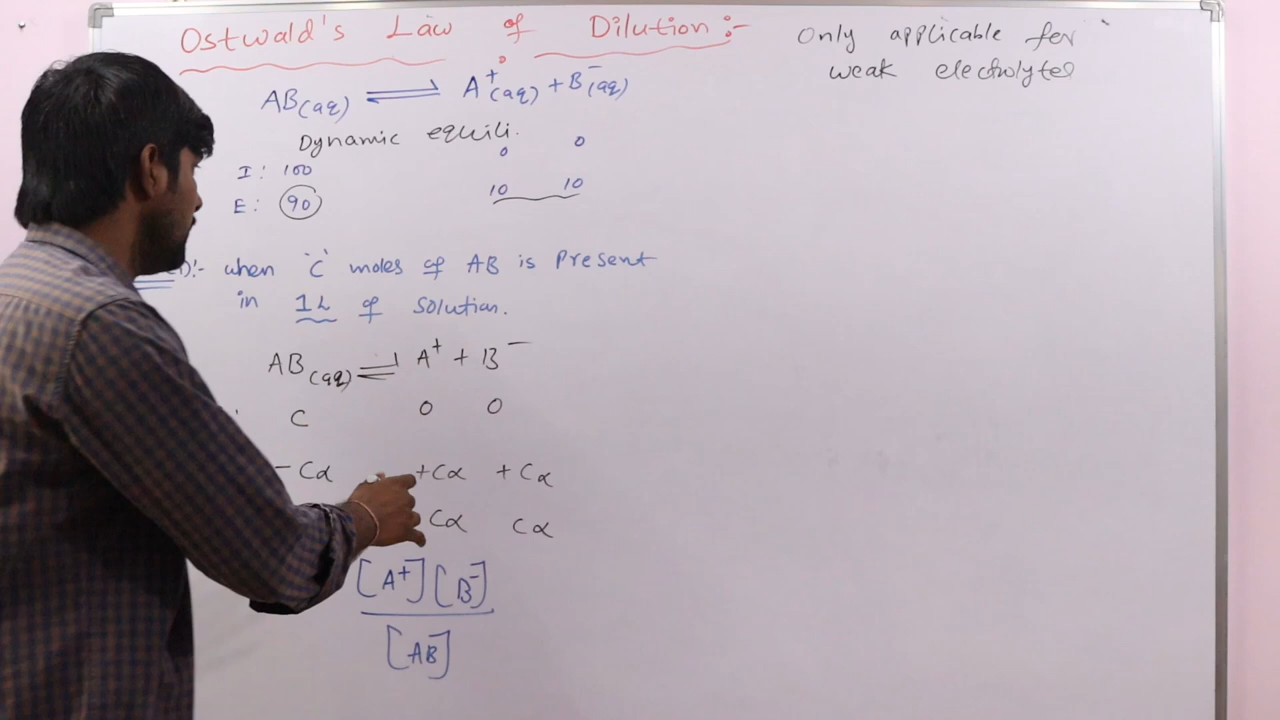 Ostwald's Law of Dilution :-
Only applicable for
weak electrolytes
AB(aq) ⇌ A⁺(aq) + B⁻(aq)
Dynamic equili.
0 0
I: 100
10 10
E: 90
):- when 'C' moles of AB is Present
in 1L of solution.
AB(aq) ⇌ A⁺ + B⁻
C 0 0
- Cα +Cα + Cα
Cα Cα
[A⁺] [B⁻]
[AB]